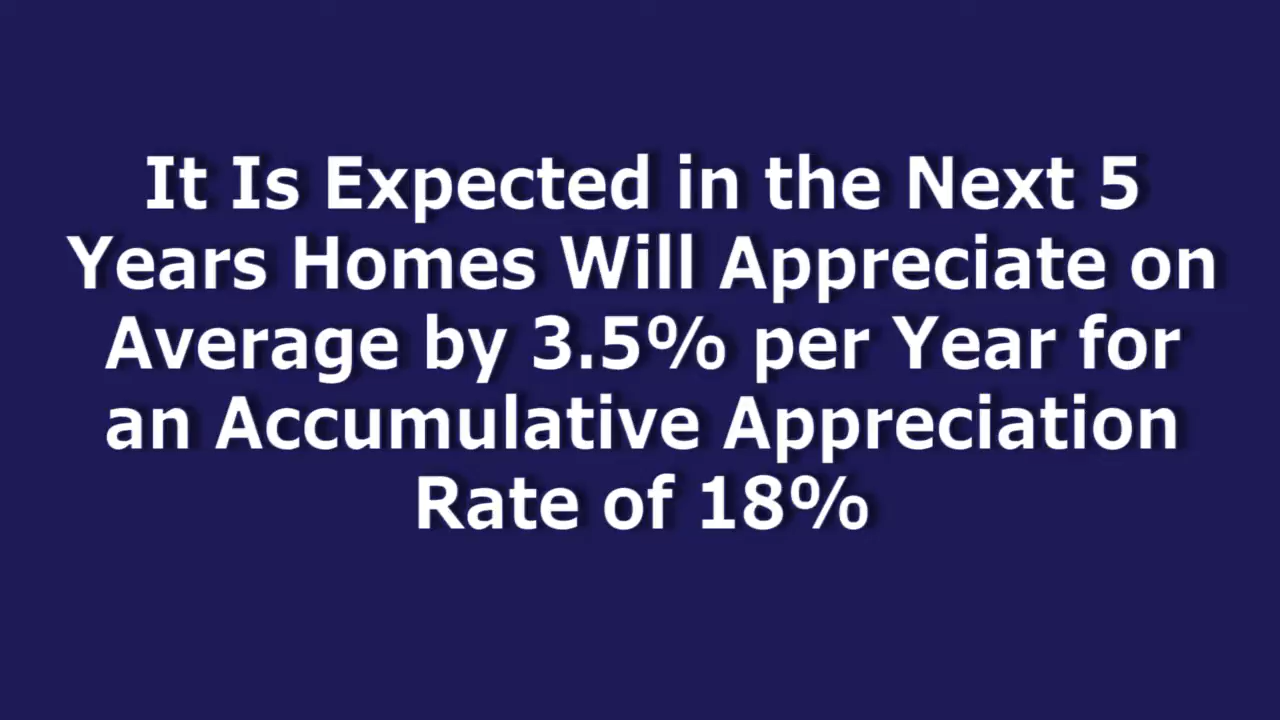 It Is Expected in the Next 5
Years Homes Will Appreciate on
Average by 3.5% per Year for
an Accumulative Appreciation
Rate of 18%